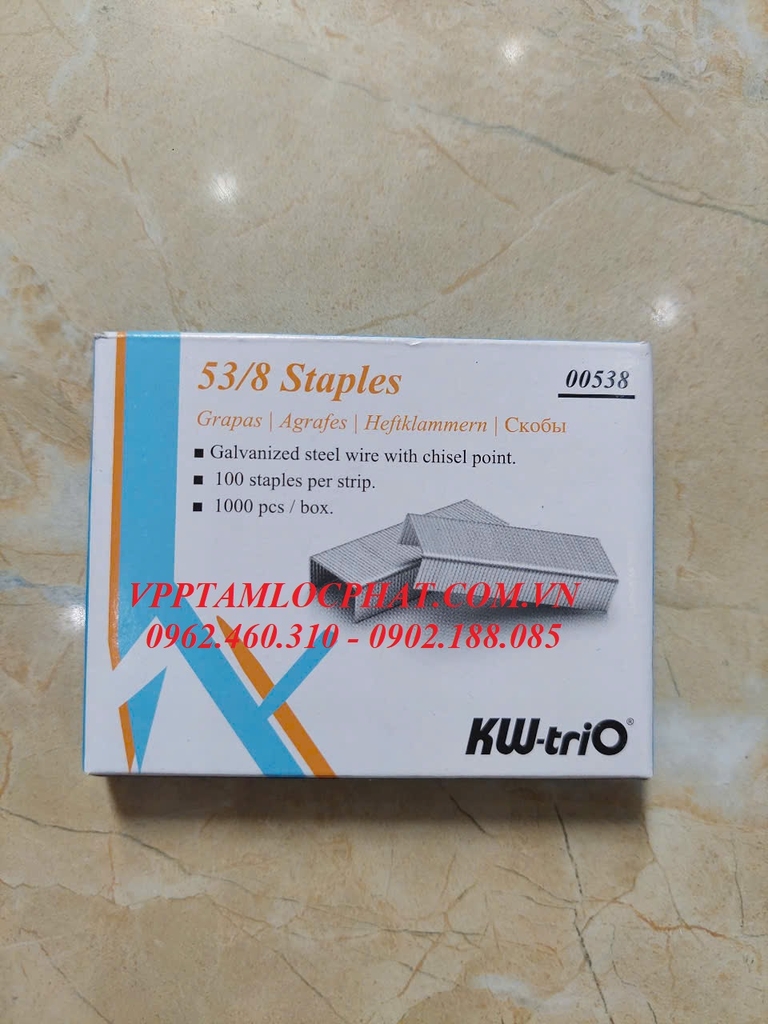 53/8 Staples
00538
Grapas | Agrafes | Heftklammern | Скобы
■ Galvanized steel wire with chisel point.
■ 100 staples per strip.
■ 1000 pcs / box.
VPPTAMLOCPHAT.COM.VN
0962.460.310 - 0902.188.085
KW-triO®